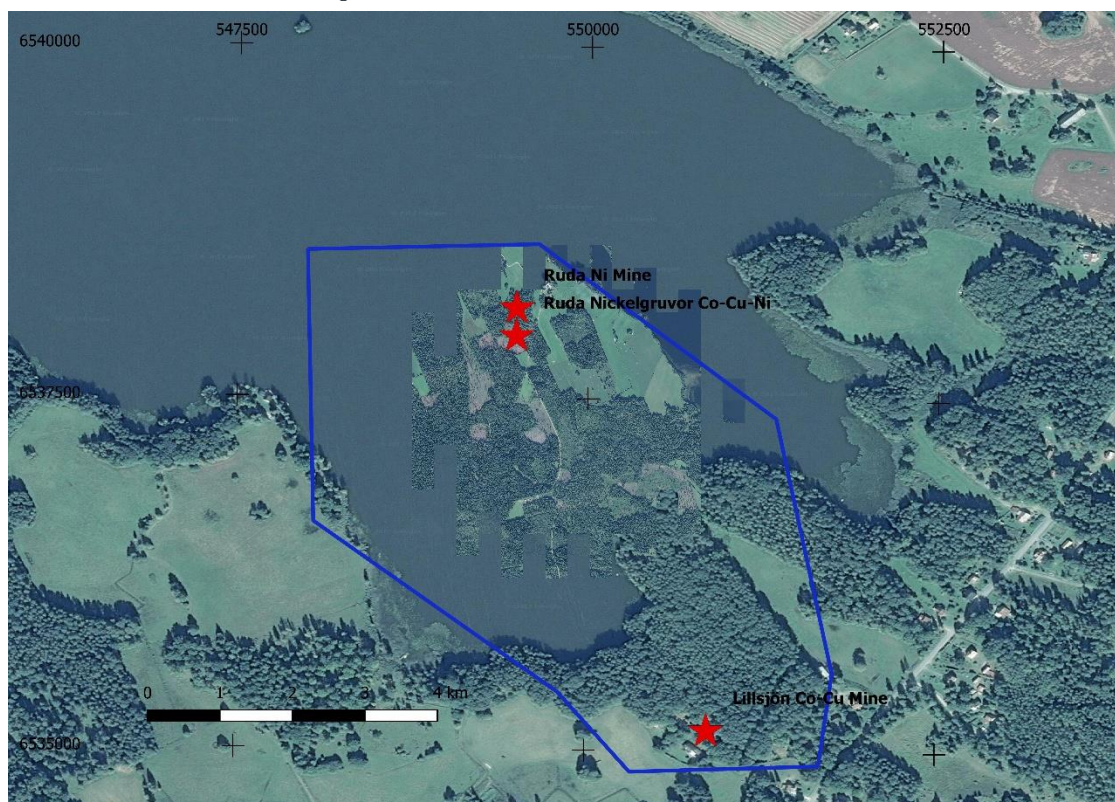 547500
550000
552500
6540000
Ruda Ni Mine
Ruda Nickelgruvor Co-Cu-Ni
6537500
0 1 2 3 4 km
Lillsjön Co-Cu Mine
6535000